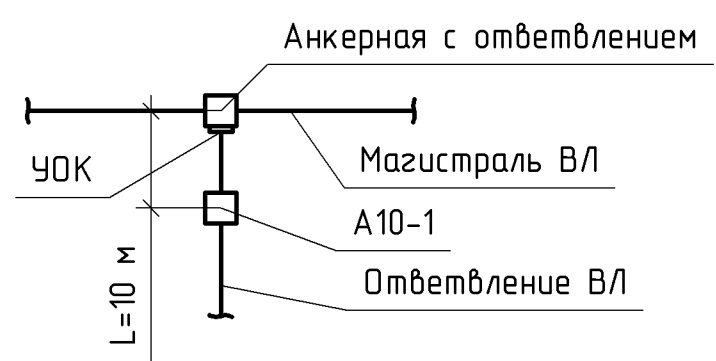 Анкерная с ответвлением
УОК
Магистраль ВЛ
А10-1
Ответвление ВЛ
L=10 м